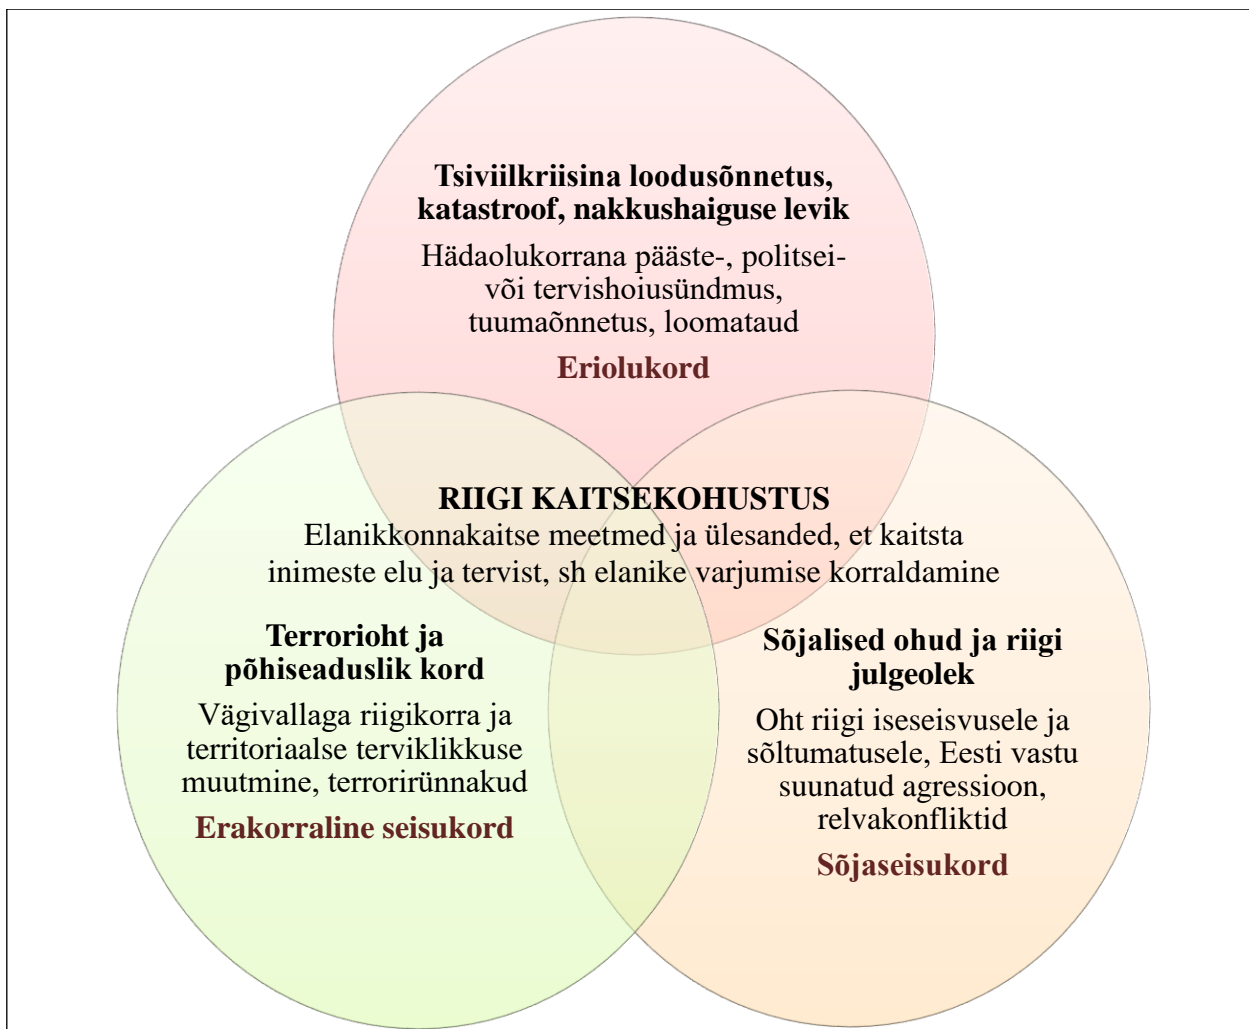 Tsiviilkriisina loodusõnnetus,
katastroof, nakkushaiguse levik
Hädaolukorrana pääste-, politsei-
või tervishoiusündmus,
tuumaõnnetus, loomataud
Eriolukord
RIIGI KAITSEKOHUSTUS
Elanikkonnakaitse meetmed ja ülesanded, et kaitsta
inimeste elu ja tervist, sh elanike varjumise korraldamine
Terrorioht ja
põhiseaduslik kord
Vägivallaga riigikorra ja
territoriaalse terviklikkuse
muutmine, terrorirünnakud
Erakorraline seisukord
Sõjalised ohud ja riigi
julgeolek
Oht riigi iseseisvusele ja
sõltumatusele, Eesti vastu
suunatud agressioon,
relvakonfliktid
Sõjaseisukord